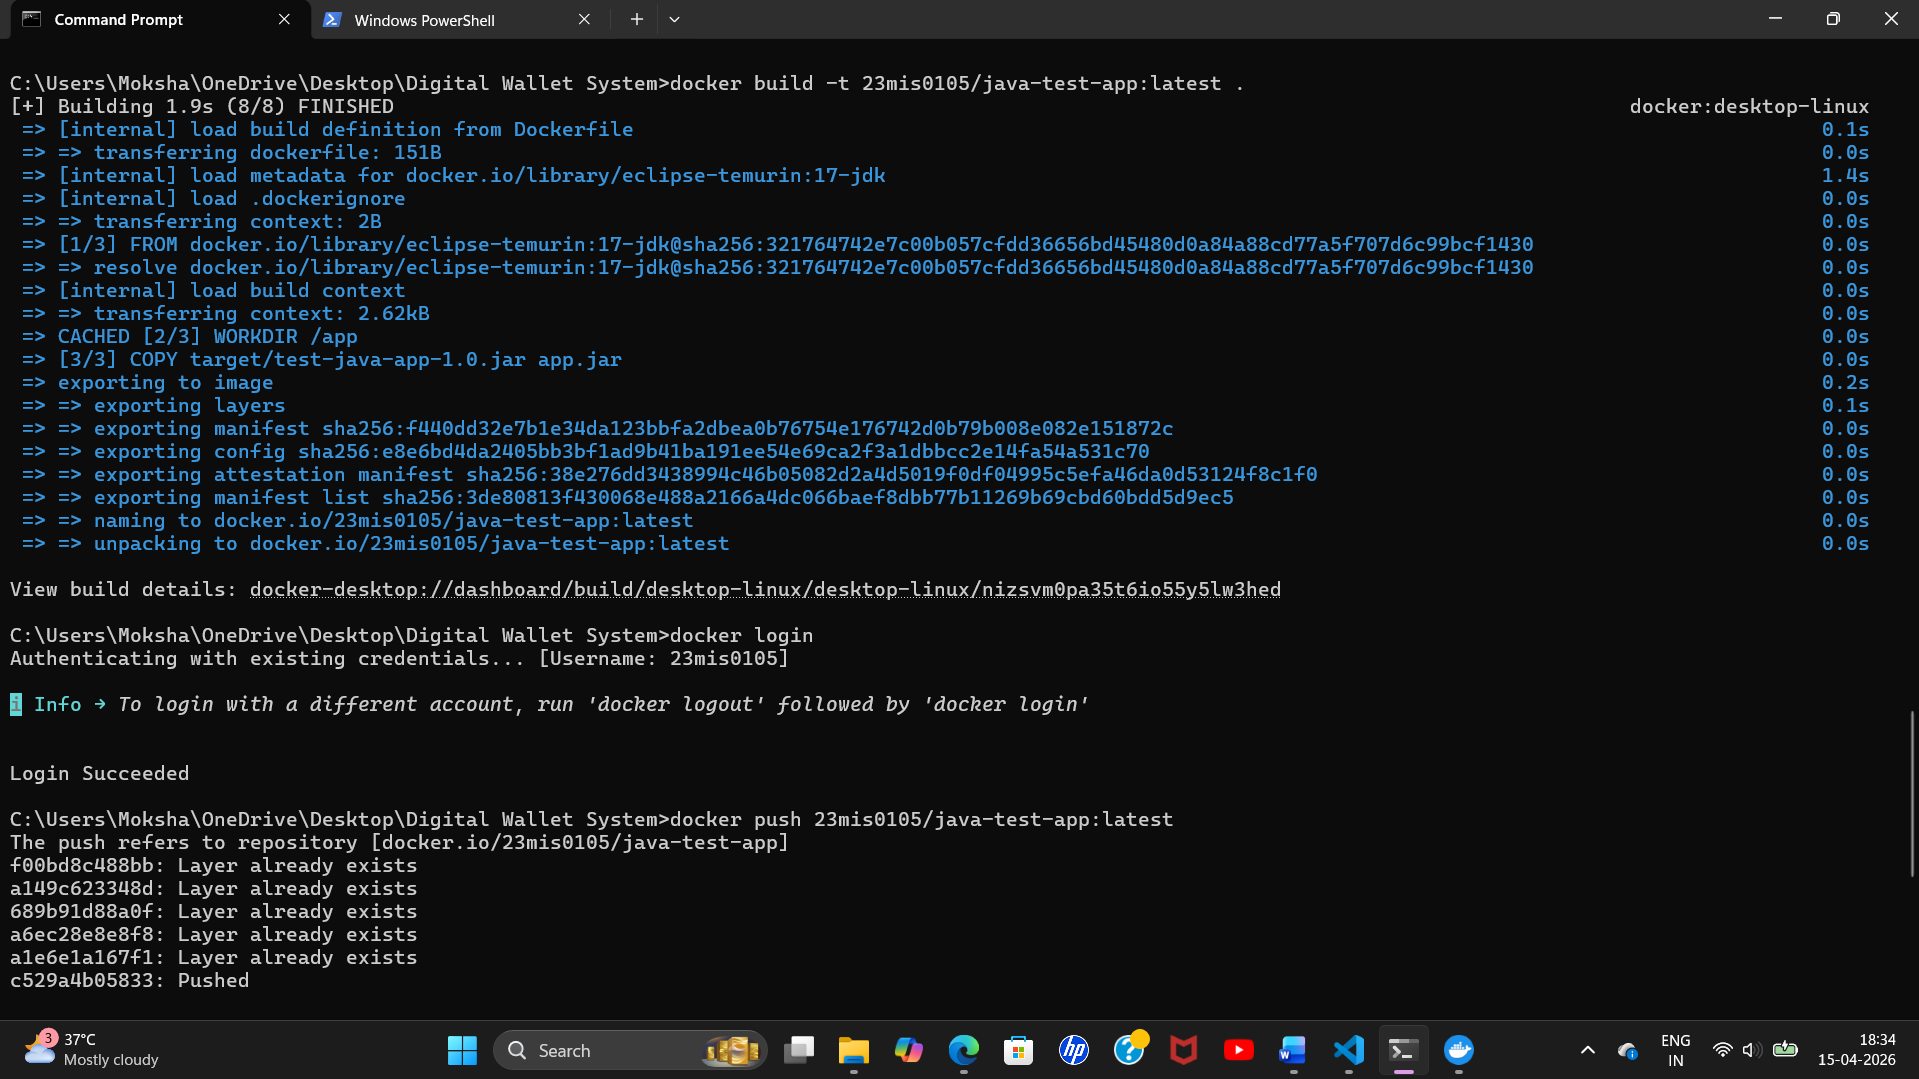 Command Prompt
Windows PowerShell
C:\Users\Moksha\OneDrive\Desktop\Digital Wallet System>docker build -t 23mis0105/java-test-app:latest .
[+] Building 1.9s (8/8) FINISHED docker:desktop-linux
=> [internal] load build definition from Dockerfile 0.1s
=> => transferring dockerfile: 151B 0.0s
=> [internal] load metadata for docker.io/library/eclipse-temurin:17-jdk 1.4s
=> [internal] load .dockerignore 0.0s
=> => transferring context: 2B 0.0s
=> [1/3] FROM docker.io/library/eclipse-temurin:17-jdk@sha256:321764742e7c00b057cfdd36656bd45480d0a84a88cd77a5f707d6c99bcf1430 0.0s
=> => resolve docker.io/library/eclipse-temurin:17-jdk@sha256:321764742e7c00b057cfdd36656bd45480d0a84a88cd77a5f707d6c99bcf1430 0.0s
=> [internal] load build context 0.0s
=> => transferring context: 2.62kB 0.0s
=> CACHED [2/3] WORKDIR /app 0.0s
=> [3/3] COPY target/test-java-app-1.0.jar app.jar 0.0s
=> exporting to image 0.2s
=> => exporting layers 0.1s
=> => exporting manifest sha256:f440dd32e7b1e34da123bbfa2dbea0b76754e176742d0b79b008e082e151872c 0.0s
=> => exporting config sha256:e8e6bd4da2405bb3bf1ad9b41ba191ee54e69ca2f3a1dbbcc2e14fa54a531c70 0.0s
=> => exporting attestation manifest sha256:38e276dd3438994c46b05082d2a4d5019f0df04995c5efa46da0d53124f8c1f0 0.0s
=> => exporting manifest list sha256:3de80813f430068e488a2166a4dc066baef8dbb77b11269b69cbd60bdd5d9ec5 0.0s
=> => naming to docker.io/23mis0105/java-test-app:latest 0.0s
=> => unpacking to docker.io/23mis0105/java-test-app:latest 0.0s
View build details: docker-desktop://dashboard/build/desktop-linux/desktop-linux/nizsvm0pa35t6io55y5lw3hed
C:\Users\Moksha\OneDrive\Desktop\Digital Wallet System>docker login
Authenticating with existing credentials... [Username: 23mis0105]
i Info → To login with a different account, run 'docker logout' followed by 'docker login'
Login Succeeded
C:\Users\Moksha\OneDrive\Desktop\Digital Wallet System>docker push 23mis0105/java-test-app:latest
The push refers to repository [docker.io/23mis0105/java-test-app]
f00bd8c488bb: Layer already exists
a149c623348d: Layer already exists
689b91d88a0f: Layer already exists
a6ec28e8e8f8: Layer already exists
a1e6e1a167f1: Layer already exists
c529a4b05833: Pushed
3
37°C
Mostly cloudy
Search
hp
?
W
ENG
IN
18:34
15-04-2026